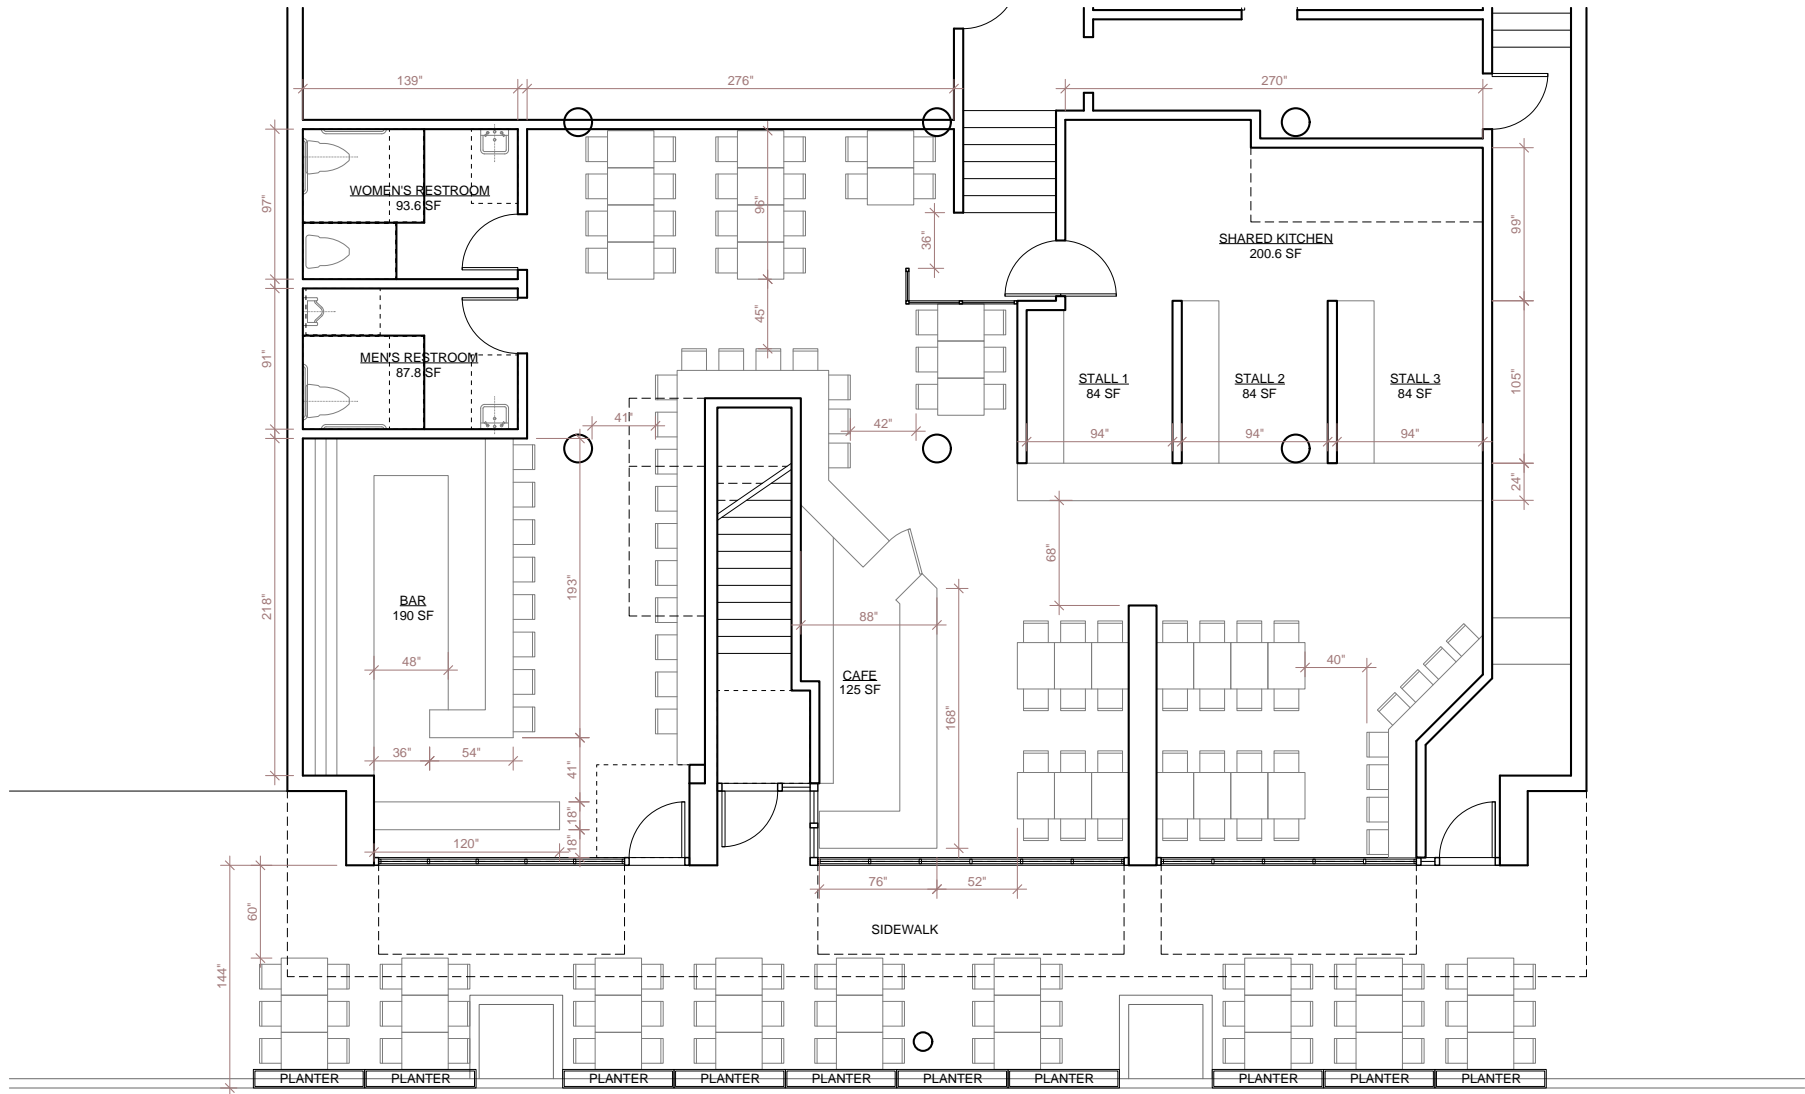 139"
276"
270"
WOMEN'S RESTROOM
93.6 SF
97"
96"
36"
SHARED KITCHEN
200.6 SF
99"
45"
MEN'S RESTROOM
87.8 SF
91"
STALL 1
84 SF
STALL 2
84 SF
STALL 3
84 SF
105"
41"
42"
94"
94"
94"
24"
68"
193"
BAR
190 SF
218"
88"
48"
CAFE
125 SF
40"
168"
36"
54"
41"
18"
18"
120"
76"
52"
60"
SIDEWALK
144"
PLANTER
PLANTER
PLANTER
PLANTER
PLANTER
PLANTER
PLANTER
PLANTER
PLANTER
PLANTER